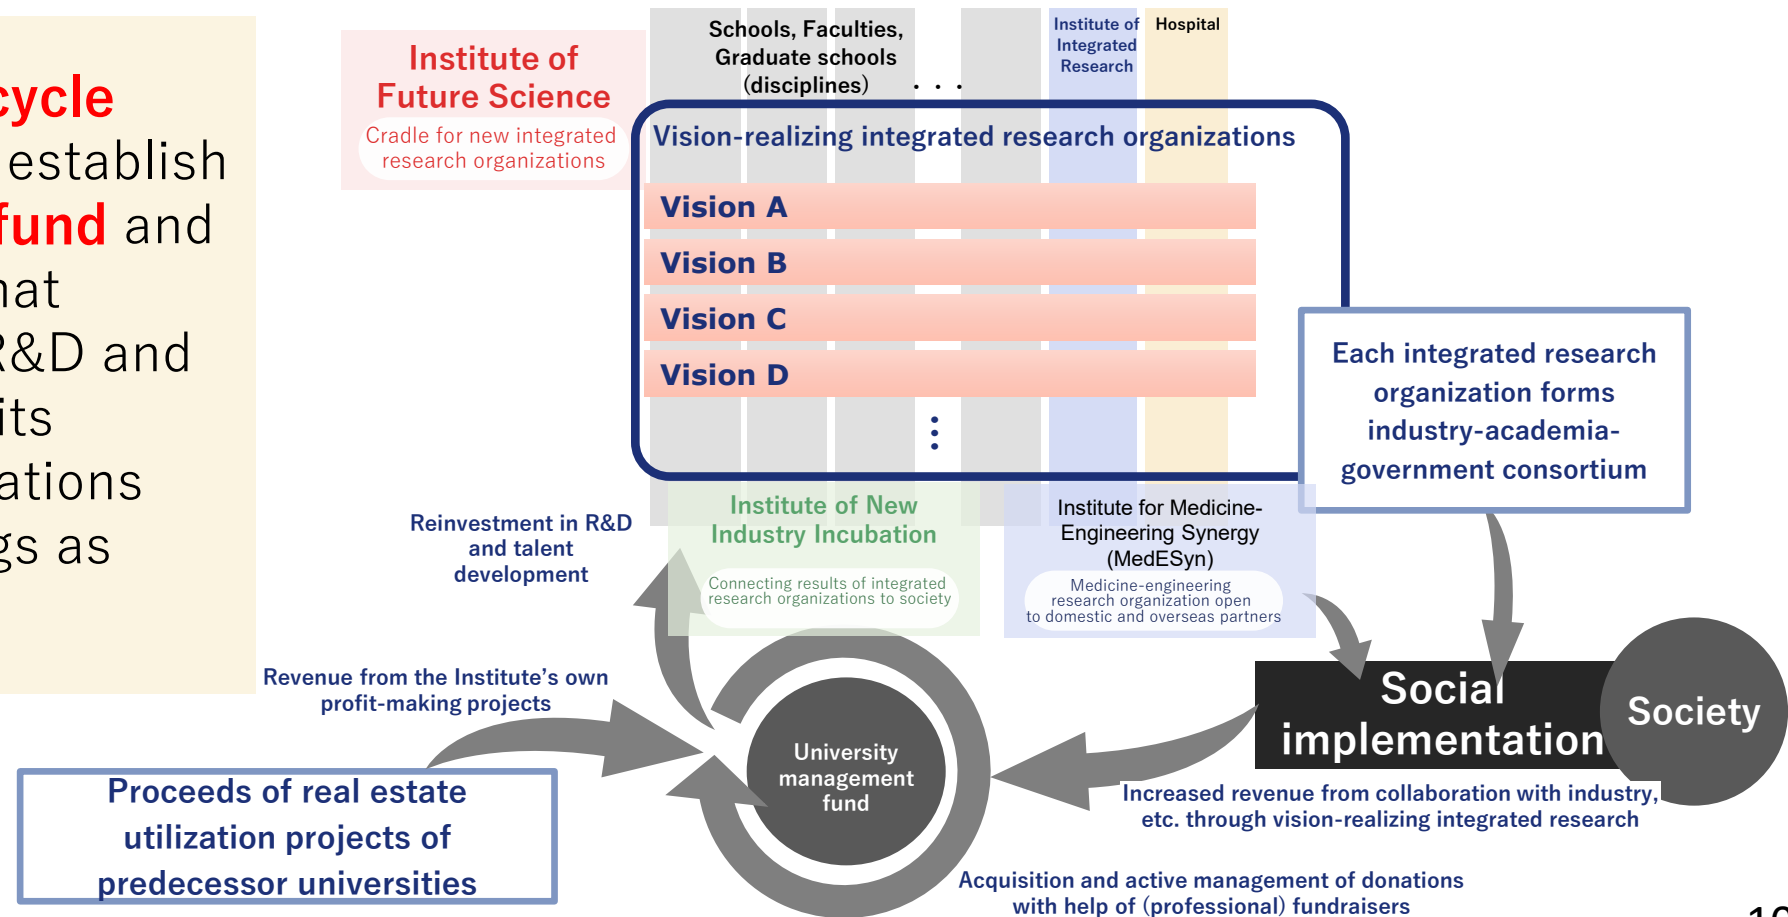 cycle
establish
fund and
hat
R&D and
its
ations
gs as
Institute of
Future Science
Cradle for new integrated
research organizations
Schools, Faculties,
Graduate schools
(disciplines) . . .
Institute of
Integrated
Research
Hospital
Vision-realizing integrated research organizations
Vision A
Vision B
Vision C
Vision D
⋮
Each integrated research
organization forms
industry-academia-
government consortium
Institute of New
Industry Incubation
Connecting results of integrated
research organizations to society
Institute for Medicine-
Engineering Synergy
(MedESyn)
Medicine-engineering
research organization open
to domestic and overseas partners
Reinvestment in R&D
and talent
development
Revenue from the Institute's own
profit-making projects
Proceeds of real estate
utilization projects of
predecessor universities
University
management
fund
Social
implementation
Society
Increased revenue from collaboration with industry,
etc. through vision-realizing integrated research
Acquisition and active management of donations
with help of (professional) fundraisers